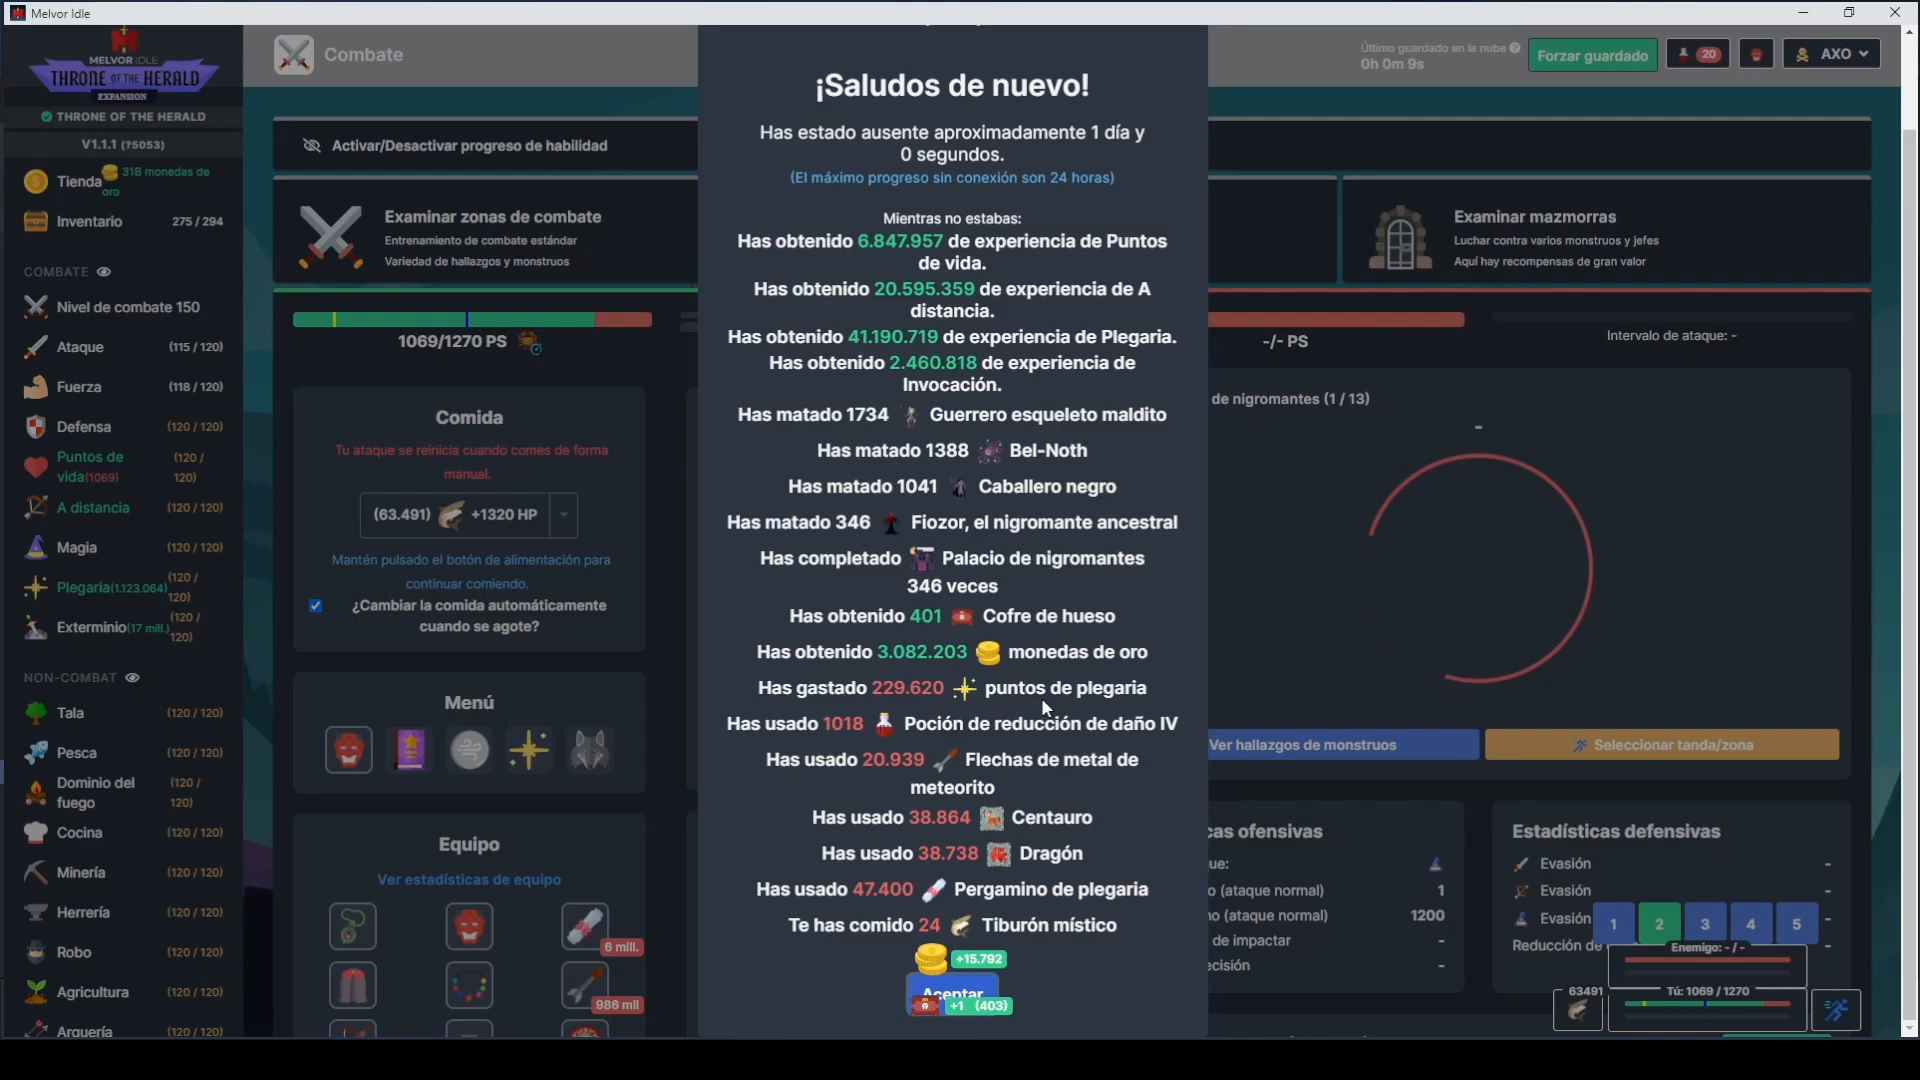 Melvor Idle
MELVOR IDLE
THRONE OF THE HERALD
EXPANSION
THRONE OF THE HERALD
V1.1.1 (?5053)
Tienda
31B monedas de oro
Inventario
275 / 294
COMBATE
Nivel de combate 150
Ataque
(115 / 120)
Fuerza
(118 / 120)
Defensa
(120 / 120)
Puntos de vida(1069)
(120 / 120)
A distancia
(120 / 120)
Magia
(120 / 120)
Plegaria(1.123.064)
(120 / 120)
Exterminio(17 mill.)
(120 / 120)
NON-COMBAT
Tala
(120 / 120)
Pesca
(120 / 120)
Dominio del fuego
(120 / 120)
Cocina
(120 / 120)
Minería
(120 / 120)
Herrería
(120 / 120)
Robo
(120 / 120)
Agricultura
(120 / 120)
Arquería
(120 / 120)
Combate
Último guardado en la nube
0h 0m 9s
Forzar guardado
20
AXO
Activar/Desactivar progreso de habilidad
Examinar zonas de combate
Entrenamiento de combate estándar
Variedad de hallazgos y monstruos
Examinar mazmorras
Luchar contra varios monstruos y jefes
Aquí hay recompensas de gran valor
1069/1270 PS
Comida
Tu ataque se reinicia cuando comes de forma
manual.
(63.491)
+1320 HP
Mantén pulsado el botón de alimentación para
continuar comiendo.
¿Cambiar la comida automáticamente
cuando se agote?
Menú
Equipo
Ver estadísticas de equipo
6 mill.
986 mil
¡Saludos de nuevo!
Has estado ausente aproximadamente 1 día y
0 segundos.
(El máximo progreso sin conexión son 24 horas)
Mientras no estabas:
Has obtenido 6.847.957 de experiencia de Puntos
de vida.
Has obtenido 20.595.359 de experiencia de A
distancia.
Has obtenido 41.190.719 de experiencia de Plegaria.
Has obtenido 2.460.818 de experiencia de
Invocación.
Has matado 1734 Guerrero esqueleto maldito
Has matado 1388 Bel-Noth
Has matado 1041 Caballero negro
Has matado 346 Fiozor, el nigromante ancestral
Has completado Palacio de nigromantes
346 veces
Has obtenido 401 Cofre de hueso
Has obtenido 3.082.203 monedas de oro
Has gastado 229.620 puntos de plegaria
Has usado 1018 Poción de reducción de daño IV
Has usado 20.939 Flechas de metal de
meteorito
Has usado 38.864 Centauro
Has usado 38.738 Dragón
Has usado 47.400 Pergamino de plegaria
Te has comido 24 Tiburón místico
+15.792
Aceptar
+1 (403)
-/- PS
Intervalo de ataque: -
de nigromantes (1 / 13)
-
Ver hallazgos de monstruos
Seleccionar tanda/zona
cas ofensivas
que:
o (ataque normal)
1
no (ataque normal)
1200
de impactar
-
ecisión
-
Estadísticas defensivas
Evasión
-
Evasión
-
Evasión
-
Reducción de
-
1
2
3
4
5
Enemigo: - / -
63491
Tú: 1069 / 1270